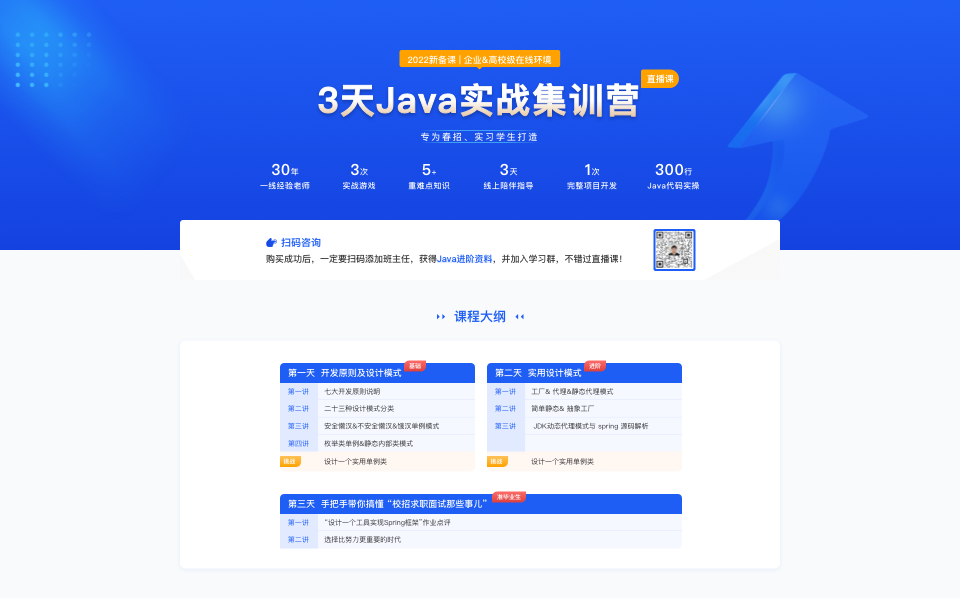 2022新备课 | 企业&高校级在线环境
3天Java实战集训营
直播课
专为春招、实习学生打造
30年 3次 5+ 3天 1次 300行
一线经验老师 实战游戏 重难点知识 线上陪伴指导 完整项目开发 Java代码实操
扫码咨询
购买成功后，一定要扫码添加班主任，获得Java进阶资料，并加入学习群，不错过直播课！
课程大纲
第一天 开发原则及设计模式 基础
第一讲 七大开发原则说明
第二讲 二十三种设计模式分类
第三讲 安全懒汉&不安全懒汉&饿汉单例模式
第四讲 枚举类单例&静态内部类模式
挑战 设计一个实用单例类
第二天 实用设计模式 进阶
第一讲 工厂& 代理&静态代理模式
第二讲 简单静态& 抽象工厂
第三讲 JDK动态代理模式与 spring 源码解析
挑战 设计一个实用单例类
第三天 手把手带你搞懂“校招求职面试那些事儿” 准毕业生
第一讲 “设计一个工具实现Spring框架”作业点评
第二讲 选择比努力更重要的时代